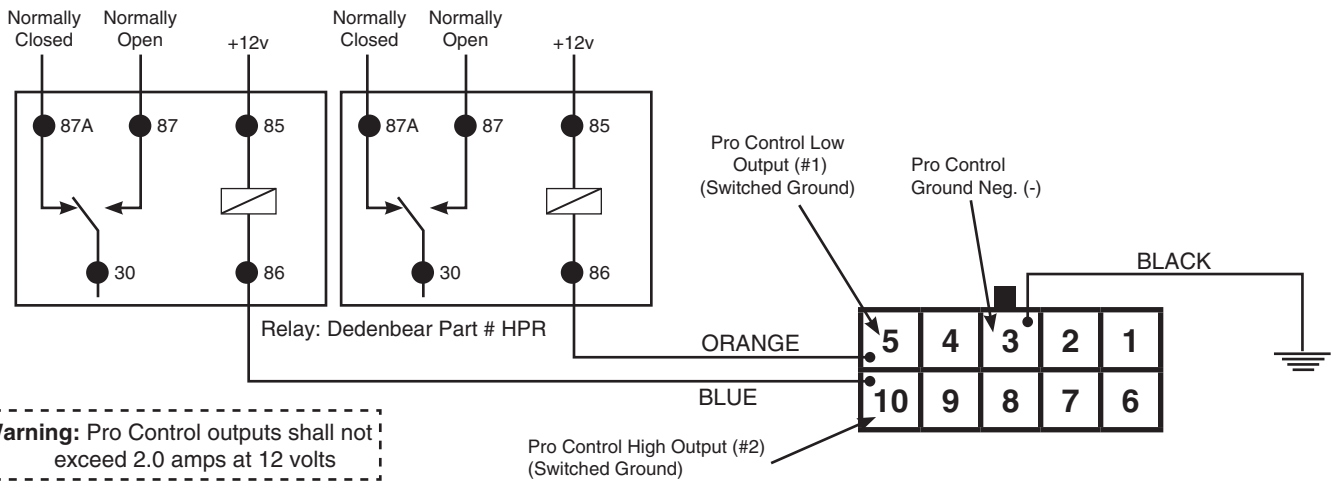 Normally Closed
Normally Open
+12v
Normally Closed
Normally Open
+12v
87A
87
85
87A
87
85
30
86
30
86
Relay: Dedenbear Part # HPR
Pro Control Low
Output (#1)
(Switched Ground)
Pro Control
Ground Neg. (-)
BLACK
ORANGE
BLUE
5 4 3 2 1
10 9 8 7 6
Pro Control High Output (#2)
(Switched Ground)
arning: Pro Control outputs shall not
exceed 2.0 amps at 12 volts